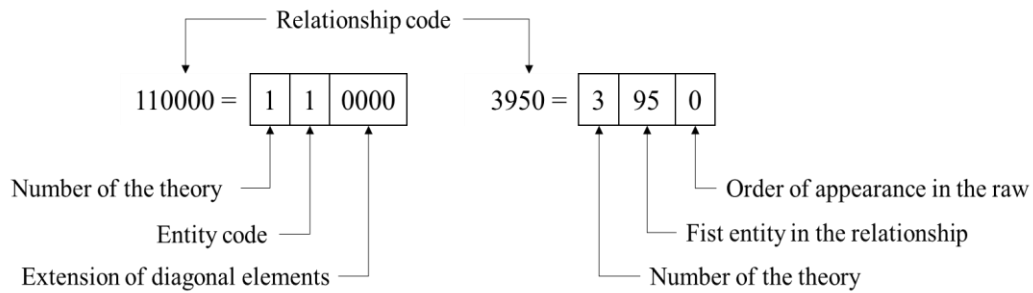 Relationship code
110000 = 1 1 0000
3950 = 3 95 0
Number of the theory
Order of appearance in the raw
Entity code
Fist entity in the relationship
Extension of diagonal elements
Number of the theory